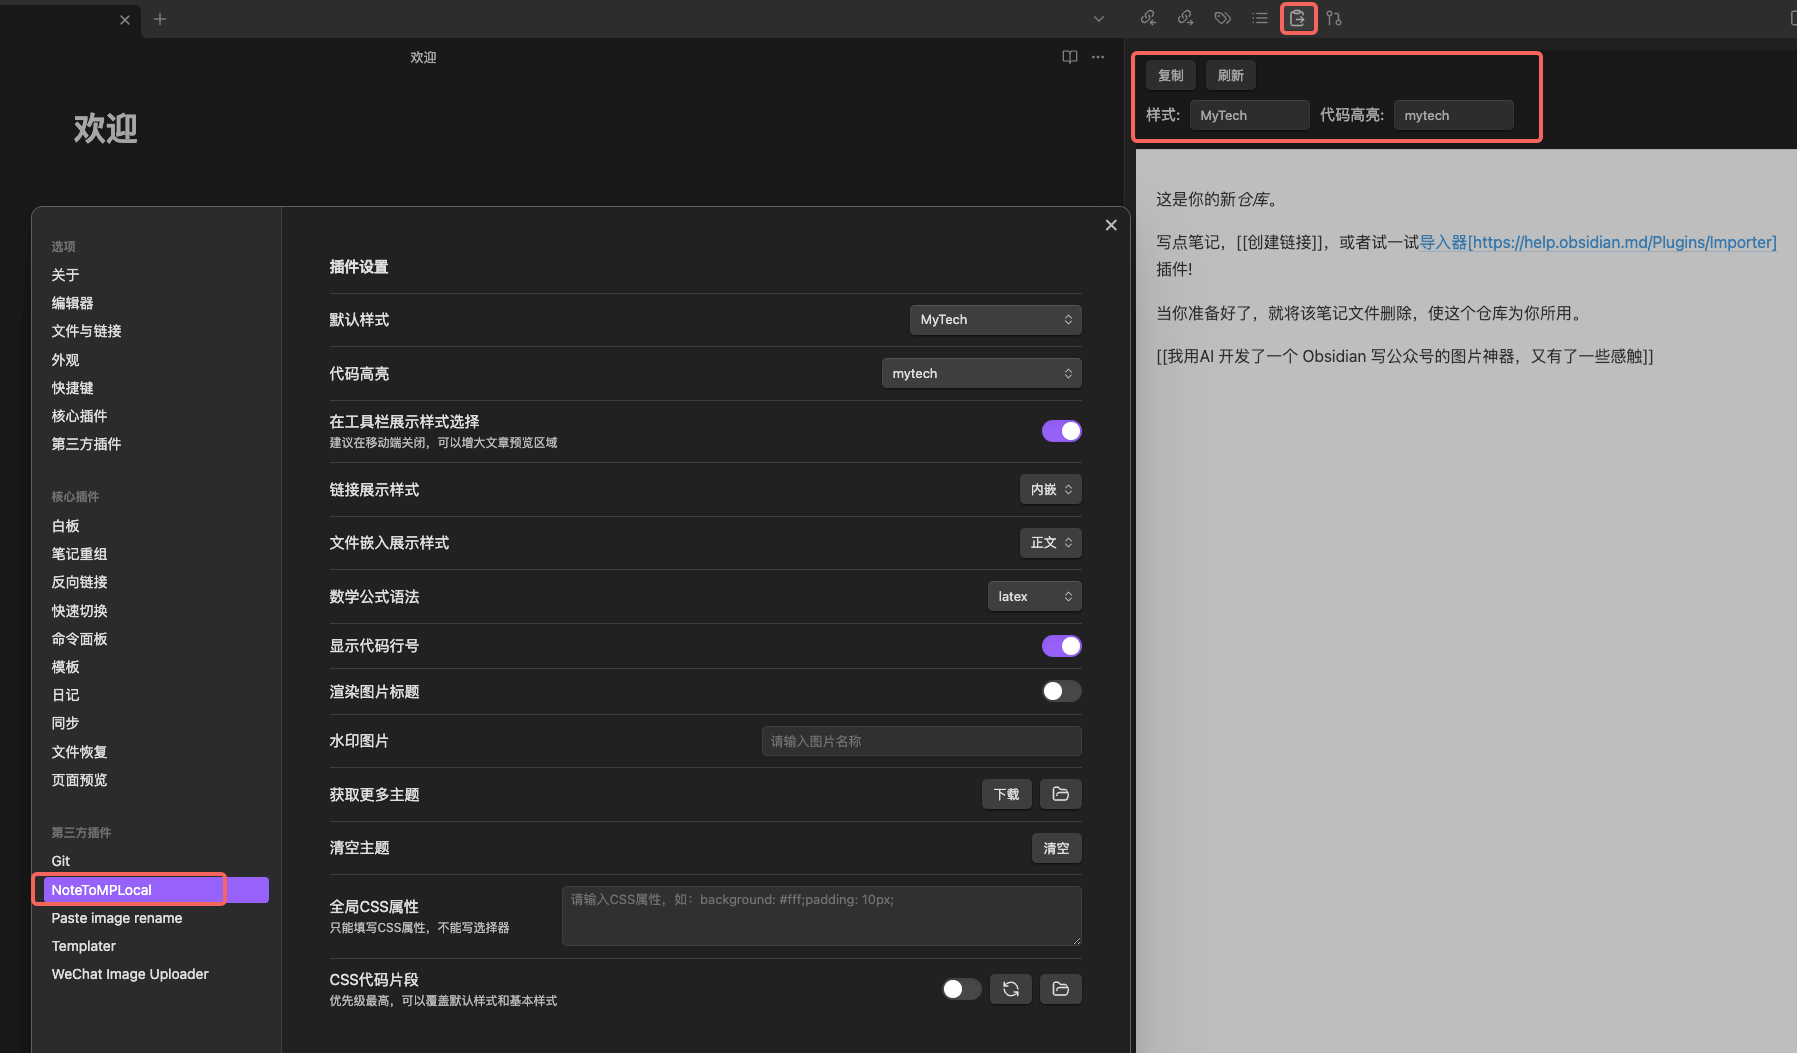 欢迎
欢迎
复制
刷新
样式:
MyTech
代码高亮:
mytech
这是你的新仓库。
写点笔记，[[创建链接]]，或者试一试导入器[https://help.obsidian.md/Plugins/Importer]
插件!
当你准备好了，就将该笔记文件删除，使这个仓库为你所用。
[[我用AI 开发了一个 Obsidian 写公众号的图片神器，又有了一些感触]]
选项
关于
编辑器
文件与链接
外观
快捷键
核心插件
第三方插件
核心插件
白板
笔记重组
反向链接
快速切换
命令面板
模板
日记
同步
文件恢复
页面预览
第三方插件
Git
NoteToMPLocal
Paste image rename
Templater
WeChat Image Uploader
插件设置
默认样式
MyTech
代码高亮
mytech
在工具栏展示样式选择
建议在移动端关闭，可以增大文章预览区域
链接展示样式
内嵌
文件嵌入展示样式
正文
数学公式语法
latex
显示代码行号
渲染图片标题
水印图片
请输入图片名称
获取更多主题
下载
清空主题
清空
全局CSS属性
只能填写CSS属性，不能写选择器
请输入CSS属性，如：background: #fff;padding: 10px;
CSS代码片段
优先级最高，可以覆盖默认样式和基本样式